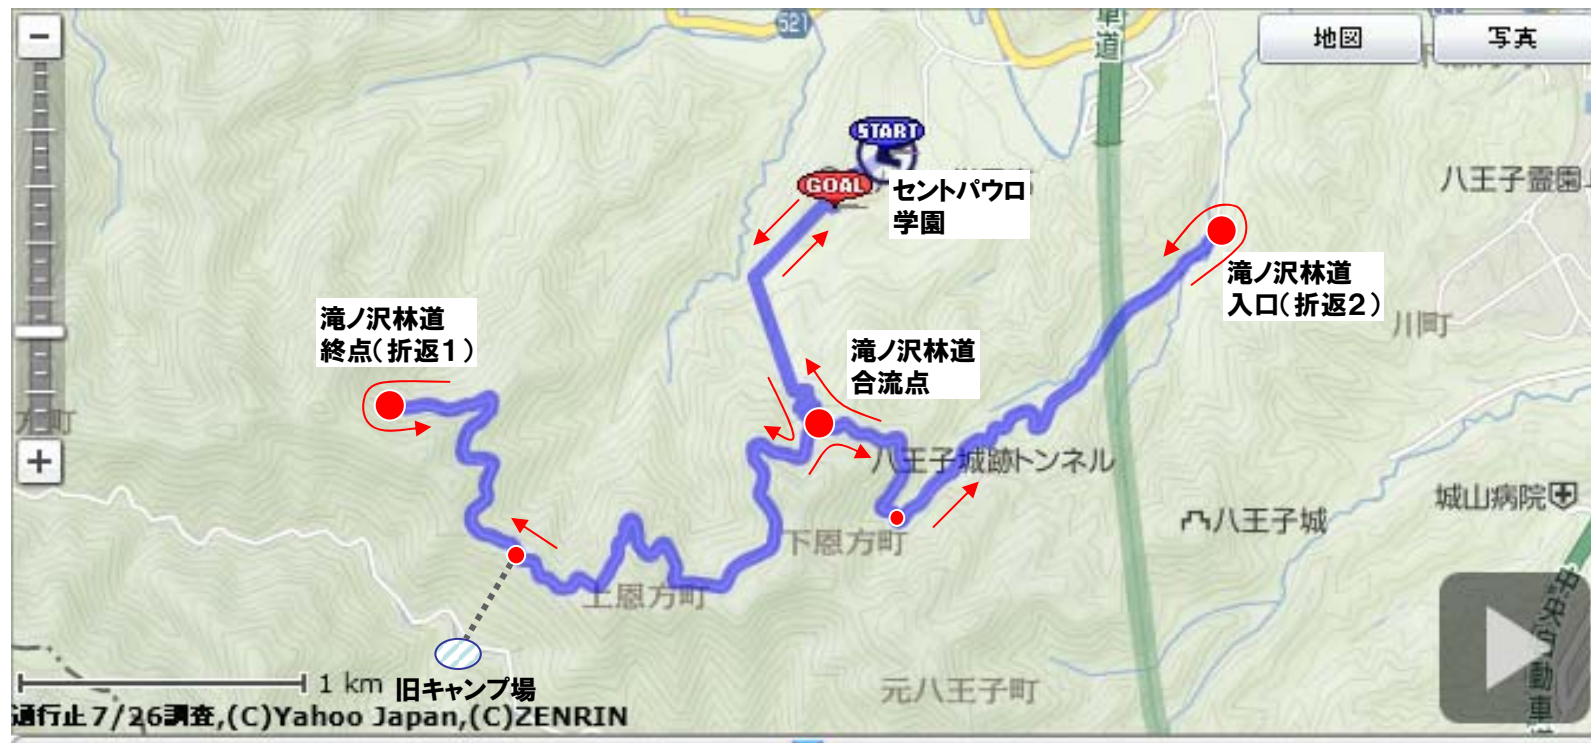 521
車道
地図
写真
START
GOAL
セントパウロ
学園
八王子霊園
滝ノ沢林道
入口(折返2)
川町
滝ノ沢林道
終点(折返1)
滝ノ沢林道
合流点
方町
八王子城跡トンネル
城山病院
八王子城
下恩方町
上恩方町
元八王子町
1 km
旧キャンプ場
通行止7/26調査,(C)Yahoo Japan,(C)ZENRIN